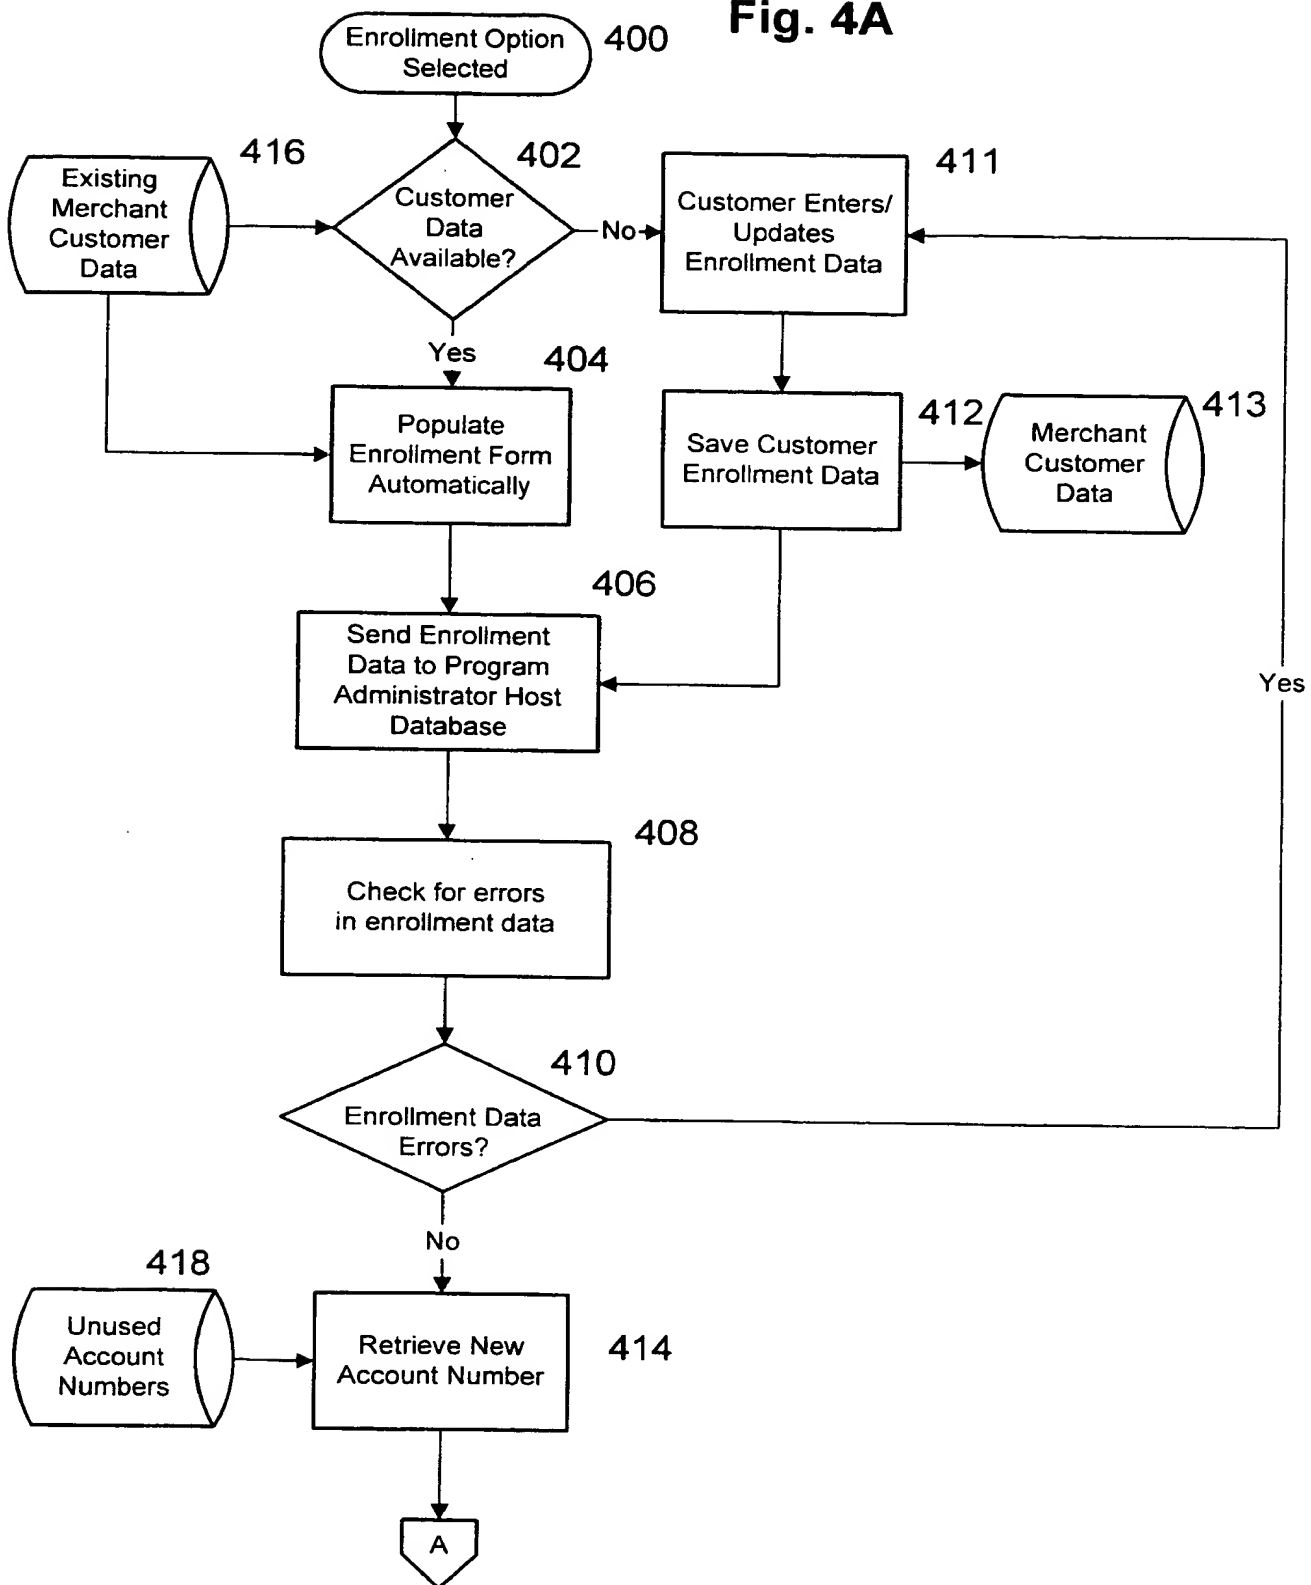 Fig. 4A
Enrollment Option
Selected
400
416
Existing
Merchant
Customer
Data
402
Customer
Data
Available?
No
411
Customer Enters/
Updates
Enrollment Data
Yes
404
Populate
Enrollment Form
Automatically
412
Save Customer
Enrollment Data
413
Merchant
Customer
Data
406
Send Enrollment
Data to Program
Administrator Host
Database
Yes
408
Check for errors
in enrollment data
410
Enrollment Data
Errors?
No
418
Unused
Account
Numbers
Retrieve New
Account Number
414
A